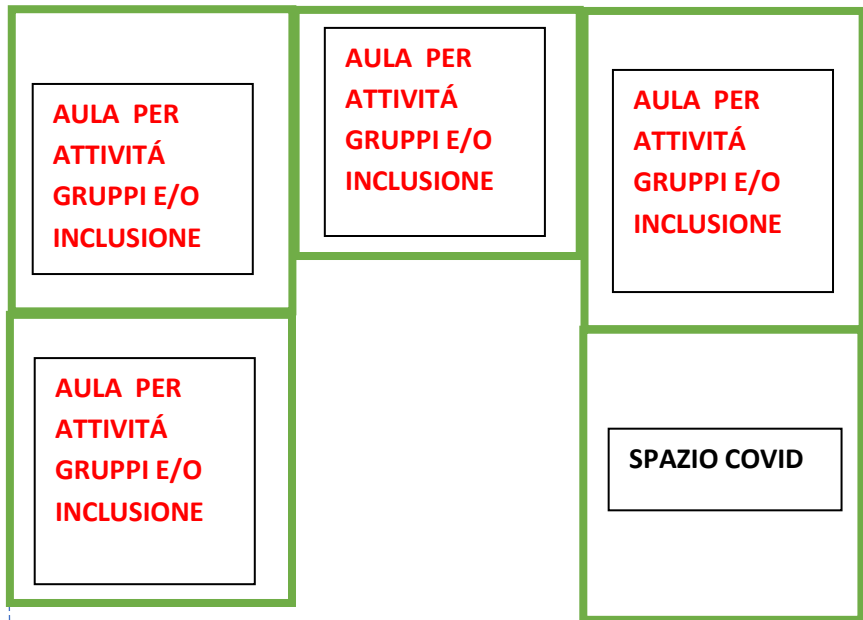 AULA  PER
ATTIVITÁ
GRUPPI E/O
INCLUSIONE
AULA  PER
ATTIVITÁ
GRUPPI E/O
INCLUSIONE
AULA  PER
ATTIVITÁ
GRUPPI E/O
INCLUSIONE
AULA  PER
ATTIVITÁ
GRUPPI E/O
INCLUSIONE
SPAZIO COVID